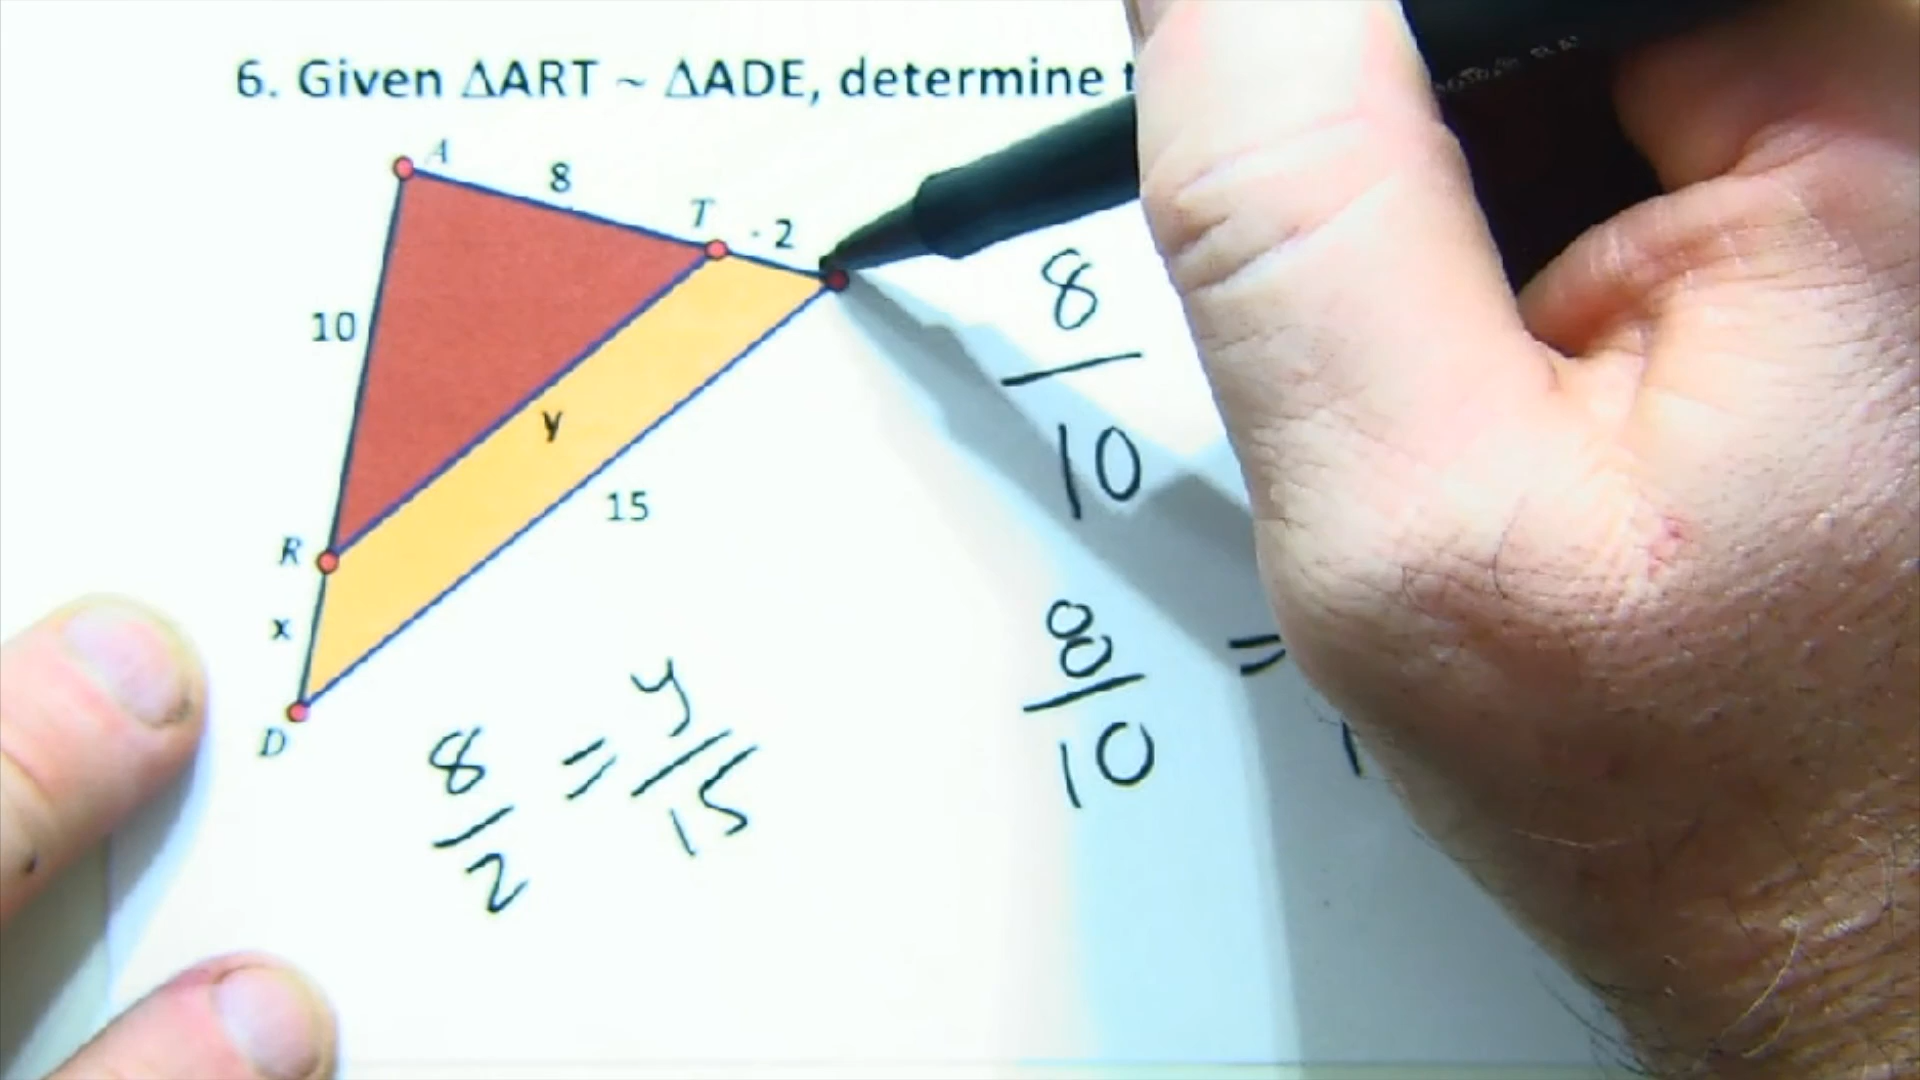 6. Given ΔART ~ ΔADE, determine
A
8
T
2
10
y
15
R
x
D
8/2 = y/15
8/10
8/10 =